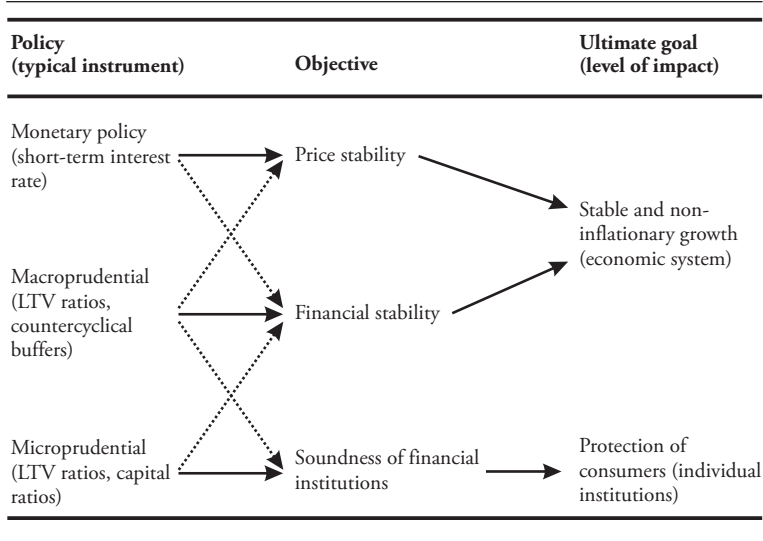 Policy
(typical instrument)
Objective
Ultimate goal
(level of impact)
Monetary policy
(short-term interest
rate)
Price stability
Stable and non-
inflationary growth
(economic system)
Macroprudential
(LTV ratios,
countercyclical
buffers)
Financial stability
Microprudential
(LTV ratios, capital
ratios)
Soundness of financial
institutions
Protection of
consumers (individual
institutions)